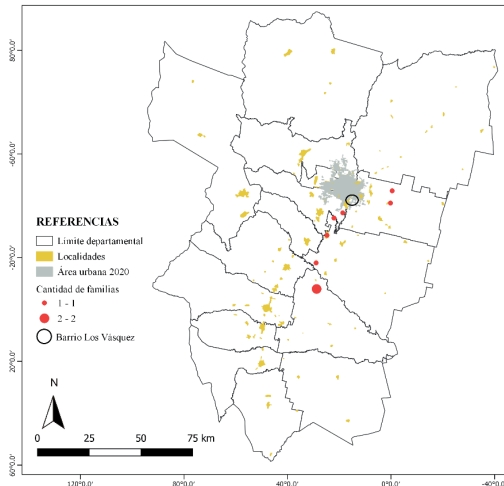 80°0.0'
40°0.0'
20°0.0'
20°0.0'
60°0.0'
REFERENCIAS
Límite departamental
Localidades
Área urbana 2020
Cantidad de familias
1 - 1
2 - 2
Barrio Los Vásquez
N
0 25 50 75 km
120°0.0' 80°0.0' 40°0.0' 0°0.0' -40°0.0'